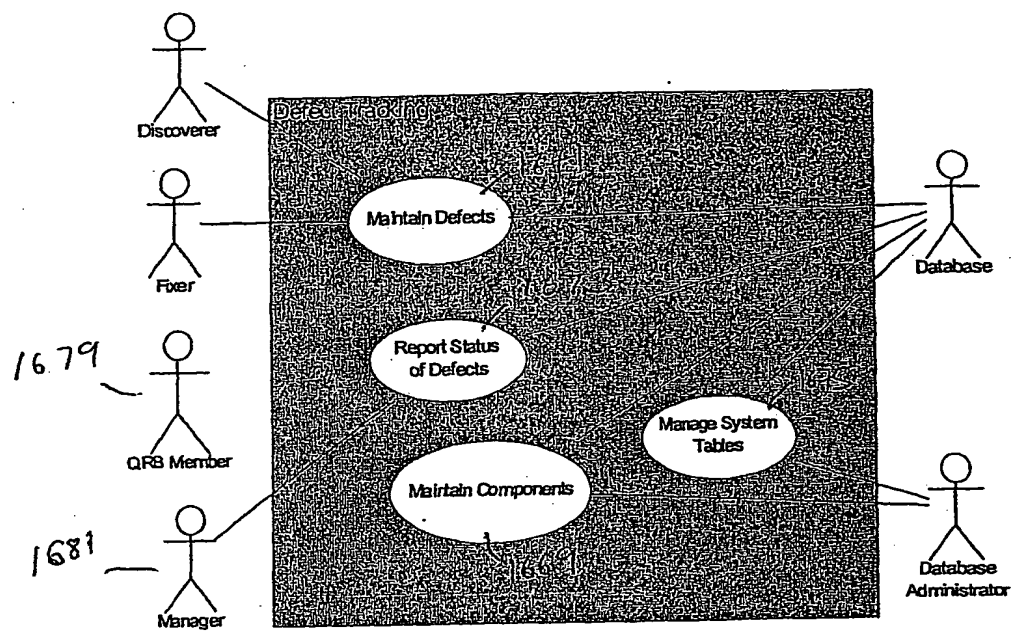 Discoverer
Defect Tracking
Maintain Defects
Fixer
Database
Report Status
of Defects
1679
QRB Member
Manage System
Tables
Maintain Components
1681
Manager
Database
Administrator